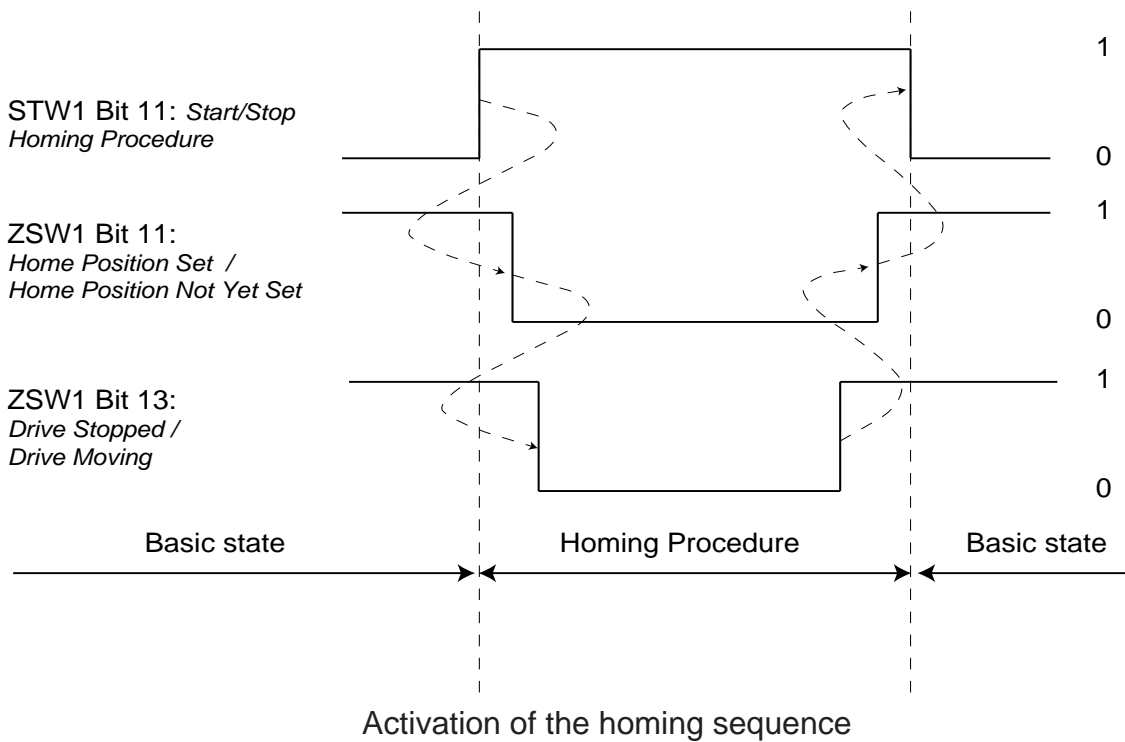 1
STW1 Bit 11: Start/Stop
Homing Procedure
0
1
ZSW1 Bit 11:
Home Position Set /
Home Position Not Yet Set
0
1
ZSW1 Bit 13:
Drive Stopped /
Drive Moving
0
Basic state
Homing Procedure
Basic state
Activation of the homing sequence